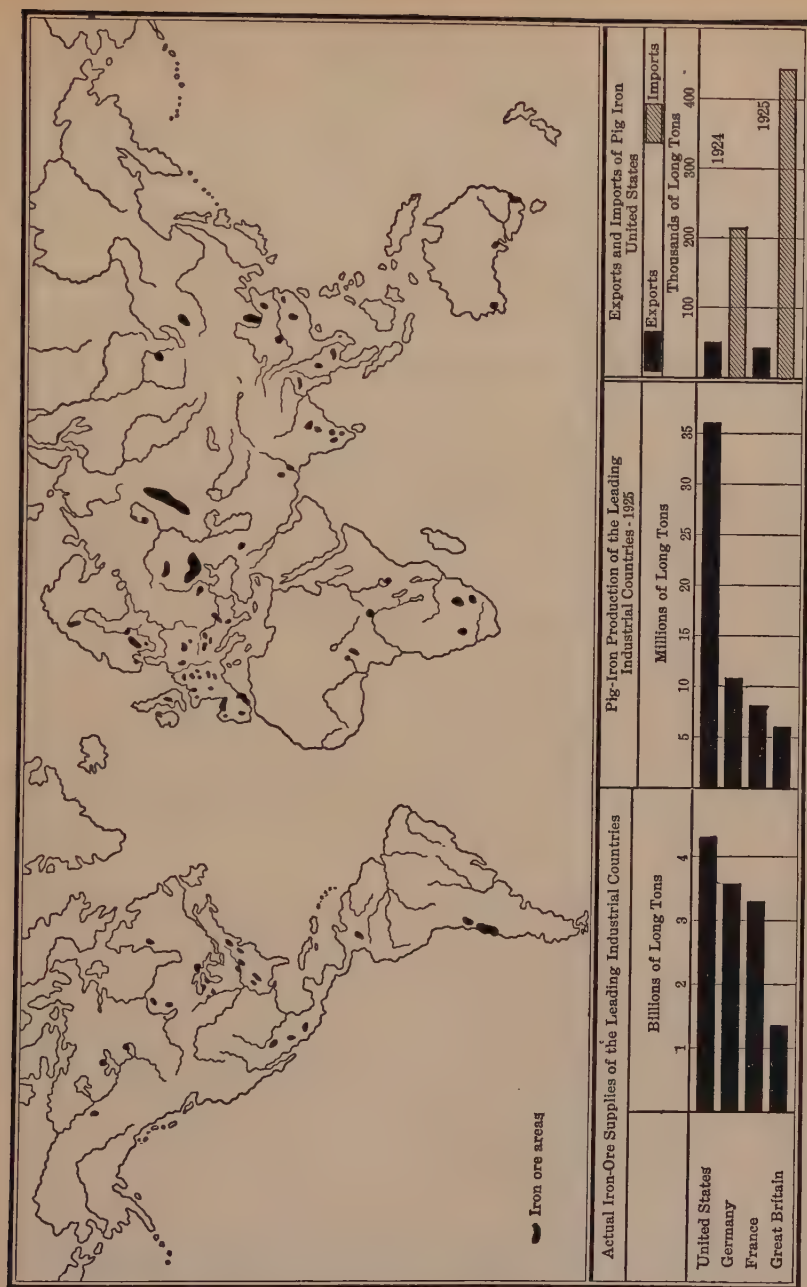 Iron ore areas
Actual Iron-Ore Supplies of the Leading Industrial Countries
Billions of Long Tons
1 2 3 4
United States
Germany
France
Great Britain
Pig-Iron Production of the Leading
Industrial Countries - 1925
Millions of Long Tons
5 10 15 20 25 30 35
Exports and Imports of Pig Iron
United States
Exports Imports
Thousands of Long Tons
100 200 300 400
1924
1925